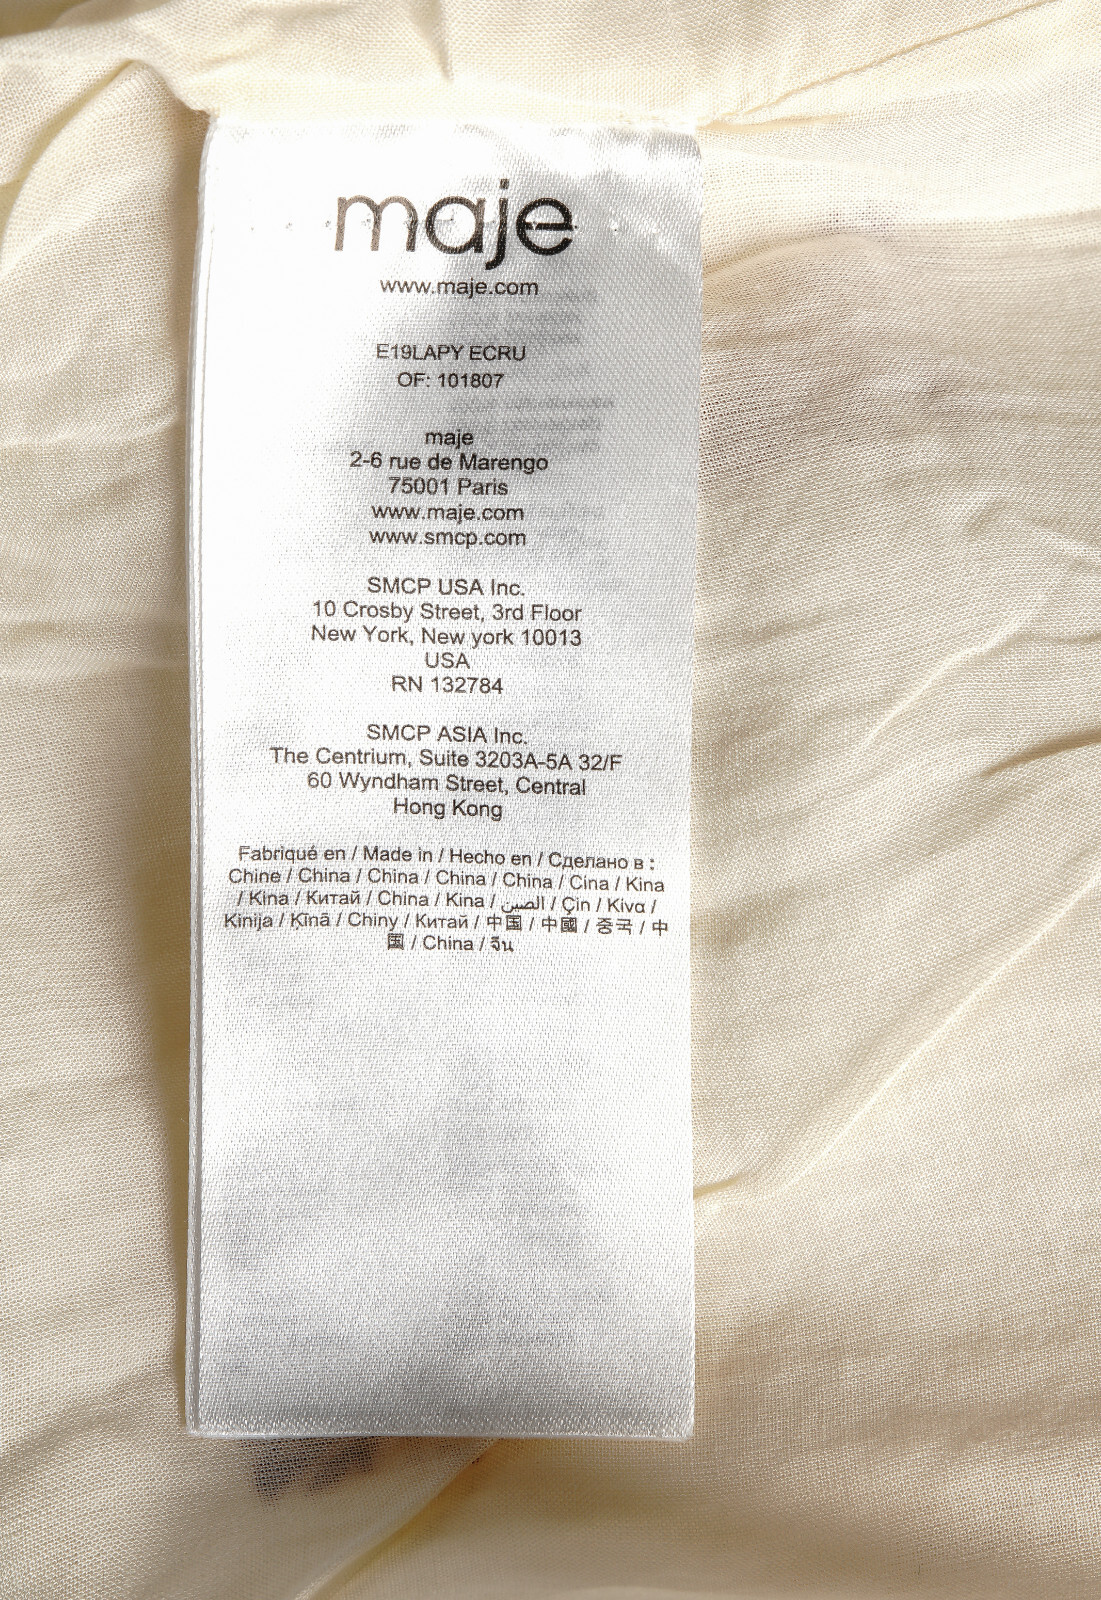 maje
www.maje.com
E19LAPY ECRU
OF: 101807
maje
2-6 rue de Marengo
75001 Paris
www.maje.com
www.smcp.com
SMCP USA Inc.
10 Crosby Street, 3rd Floor
New York, New york 10013
USA
RN 132784
SMCP ASIA Inc.
The Centrium, Suite 3203A-5A 32/F
60 Wyndham Street, Central
Hong Kong
Fabriqué en / Made in / Hecho en / Сделано в :
Chine / China / China / China / China / Cina / Kina
/ Kina / Китай / China / Kina / الصين / Çin / Κινα /
Kinija / Ķīnā / Chiny / Китай / 中国 / 中國 / 중국 / 中
国 / China / จีน